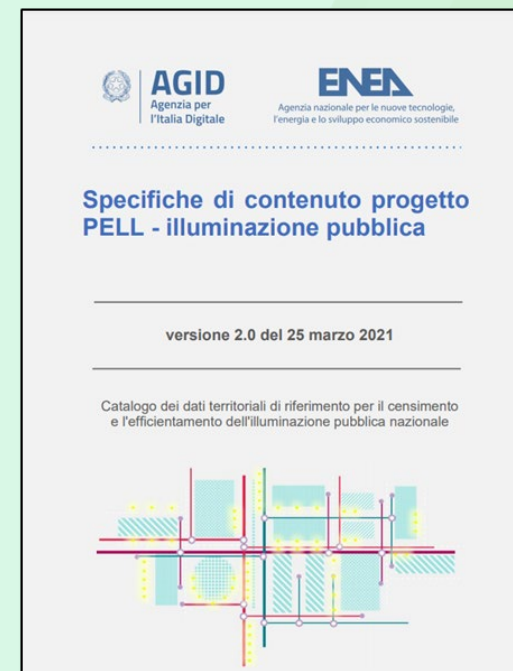 AGID
Agenzia per
l'Italia Digitale
ENEA
Agenzia nazionale per le nuove tecnologie,
l'energia e lo sviluppo economico sostenibile
Specifiche di contenuto progetto
PELL - illuminazione pubblica
versione 2.0 del 25 marzo 2021
Catalogo dei dati territoriali di riferimento per il censimento
e l'efficientamento dell'illuminazione pubblica nazionale